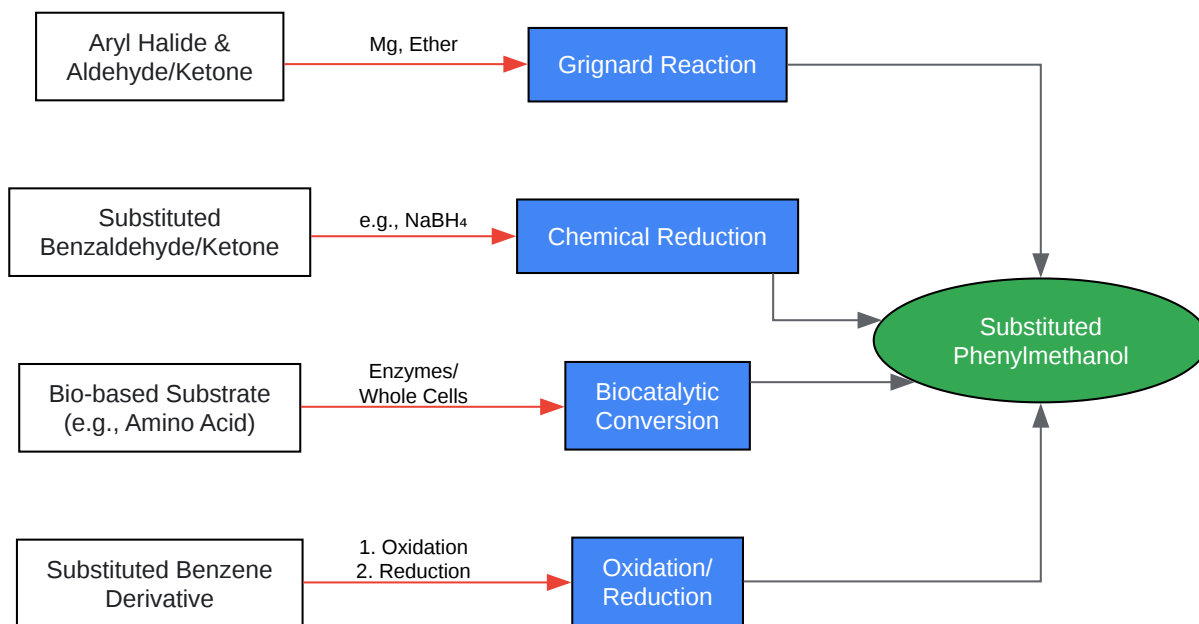 Aryl Halide &
Aldehyde/Ketone
Mg, Ether
Grignard Reaction
Substituted
Benzaldehyde/Ketone
e.g., NaBH₄
Chemical Reduction
Substituted
Phenylmethanol
Bio-based Substrate
(e.g., Amino Acid)
Enzymes/
Whole Cells
Biocatalytic
Conversion
Substituted Benzene
Derivative
1. Oxidation
2. Reduction
Oxidation/
Reduction